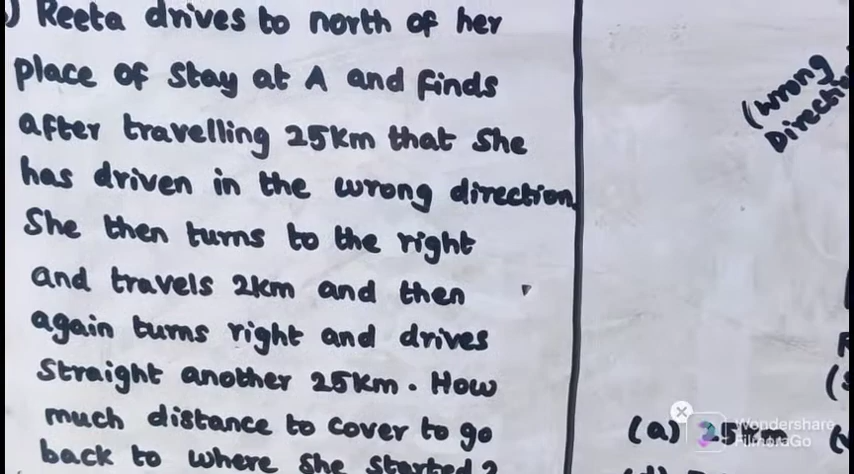 ) Reeta drives to north of her
place of stay at A and finds
after travelling 25km that she
has driven in the wrong direction.
She then turns to the right
and travels 2km and then
again turns right and drives
straight another 25km. How
much distance to cover to go
back to where she started?
(wrong
Direction
(a) 25km
Wondershare
FilmoraGo